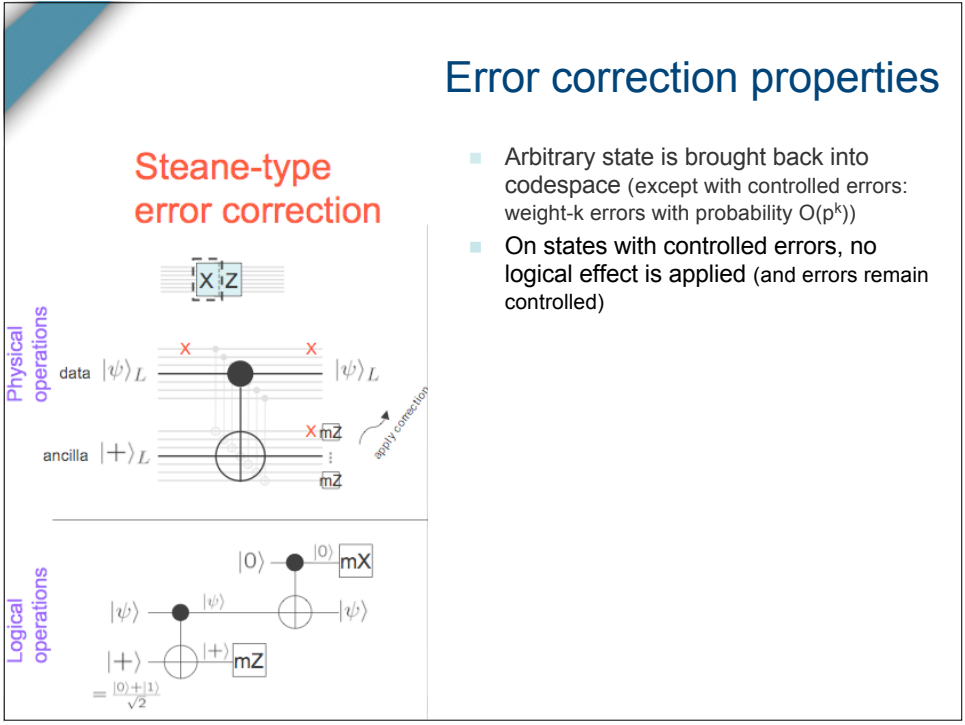 Error correction properties
Steane-type
error correction
Arbitrary state is brought back into
codespace (except with controlled errors:
weight-k errors with probability O(pᵏ))
On states with controlled errors, no
logical effect is applied (and errors remain
controlled)
X Z
Physical
operations
X X
data |ψ⟩L |ψ⟩L
apply correction
X mZ
ancilla |+⟩L ⋮
mZ
Logical
operations
|0⟩ |0⟩ mX
|ψ⟩ |ψ⟩ |ψ⟩
|+⟩ |+⟩ mZ
= |0⟩+|1⟩ / √2